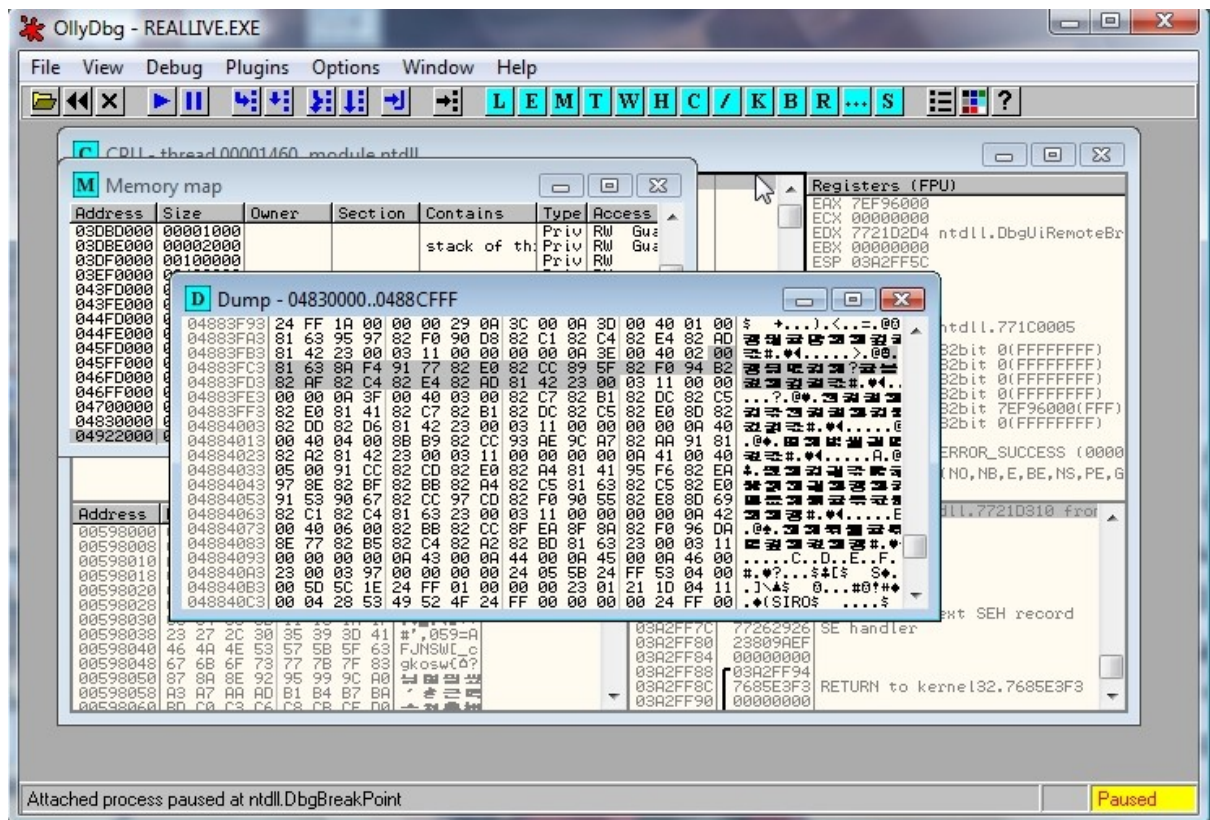 OllyDbg - REALLIVE.EXE
File View Debug Plugins Options Window Help
L E M T W H C / K B R ... S ?
C CPU - thread 00001460, module ntdll
M Memory map
Address Size Owner Section Contains Type Access
03DBD000 00001000 Priv RW Gua
03DBE000 00002000 stack of th Priv RW Gua
03DF0000 00100000 Priv RW
03EF0000
043FD000
043FE000
044FD000
044FE000
045FD000
045FF000
046FD000
046FF000
04700000
04830000
04922000
Registers (FPU)
EAX 7EF96000
ECX 00000000
EDX 7721D2D4 ntdll.DbgUiRemoteBr
EBX 00000000
ESP 03A2FF5C
ntdll.771C0005
32bit 0(FFFFFFFF)
32bit 0(FFFFFFFF)
32bit 0(FFFFFFFF)
32bit 0(FFFFFFFF)
32bit 7EF96000(FFF)
32bit 0(FFFFFFFF)
ERROR_SUCCESS (0000
(NO,NB,E,BE,NS,PE,G
D Dump - 04830000..0488CFFF
04883F93 24 FF 1A 00 00 00 29 0A 3C 00 0A 3D 00 40 01 00
04883FA3 81 63 95 97 82 F0 90 D8 82 C1 82 C4 82 E4 82 AD
04883FB3 81 42 23 00 03 11 00 00 00 00 0A 3E 00 40 02 00
04883FC3 81 63 8A F4 91 77 82 E0 82 CC 89 5F 82 F0 94 B2
04883FD3 82 AF 82 C4 82 E4 82 AD 81 42 23 00 03 11 00 00
04883FE3 00 00 0A 3F 00 40 03 00 82 C7 82 B1 82 DC 82 C5
04883FF3 82 E0 81 41 82 C7 82 B1 82 DC 82 C5 82 E0 8D 82
04884003 82 DD 82 D6 81 42 23 00 03 11 00 00 00 00 0A 40
04884013 00 40 04 00 8B B9 82 CC 93 AE 9C A7 82 AA 91 81
04884023 82 A2 81 42 23 00 03 11 00 00 00 00 0A 41 00 40
04884033 05 00 91 CC 82 CD 82 E0 82 A4 81 41 95 F6 82 EA
04884043 97 8E 82 BF 82 BB 82 A4 82 C5 81 63 82 C5 82 E0
04884053 91 53 90 67 82 CC 97 CD 82 F0 90 55 82 E8 8D 69
04884063 82 C1 82 C4 81 63 23 00 03 11 00 00 00 00 0A 42
04884073 00 40 06 00 82 BB 82 CC 8F EA 8F 8A 82 F0 96 DA
04884083 8E 77 82 B5 82 C4 82 A2 82 BD 81 63 23 00 03 11
04884093 00 00 00 00 0A 43 00 0A 44 00 0A 45 00 0A 46 00 .....C..D..E..F.
048840A3 23 00 03 97 00 00 00 00 24 05 5B 24 FF 53 04 00
048840B3 00 5D 5C 1E 24 FF 01 00 00 00 23 01 21 1D 04 11
048840C3 00 04 28 53 49 52 4F 24 FF 00 00 00 00 24 FF 00 .♦(SIRO$ ....$
Address
00598000
00598008
00598010
00598018
00598020
00598028
00598030
00598038 23 27 2C 30 35 39 3D 41 #',059=A
00598040 46 4A 4E 53 57 5B 5F 63 FJNSW[_c
00598048 67 6B 6F 73 77 7B 7F 83
00598050 87 8A 8E 92 95 99 9C A0
00598058 A3 A7 AA AD B1 B4 B7 BA
00598060 BD C0 C3 C6 C8 CB CE D0
dll.7721D310 from
ext SEH record
03A2FF7C 77262926 SE handler
03A2FF80 23809AEF
03A2FF84 00000000
03A2FF88 03A2FF94
03A2FF8C 7685E3F3 RETURN to kernel32.7685E3F3
03A2FF90 00000000
Attached process paused at ntdll.DbgBreakPoint
Paused